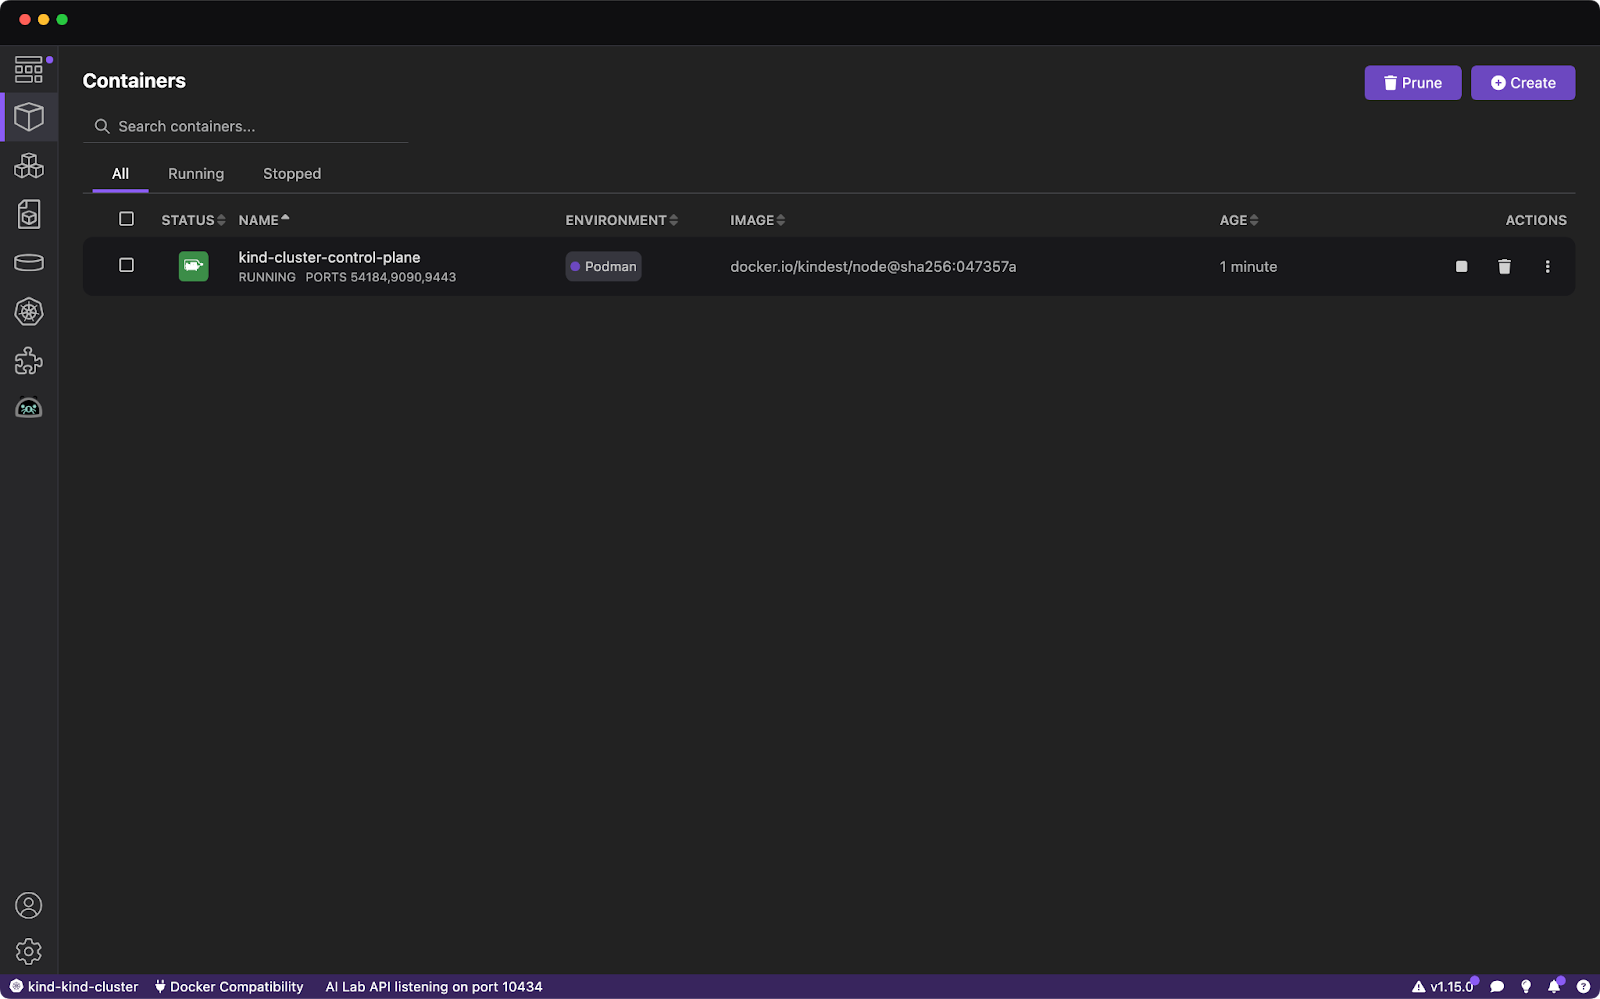 Containers
Prune
Create
Search containers...
All Running Stopped
STATUS NAME ENVIRONMENT IMAGE AGE ACTIONS
kind-cluster-control-plane
RUNNING PORTS 54184,9090,9443
Podman
docker.io/kindest/node@sha256:047357a
1 minute
kind-kind-cluster Docker Compatibility AI Lab API listening on port 10434 v1.15.0